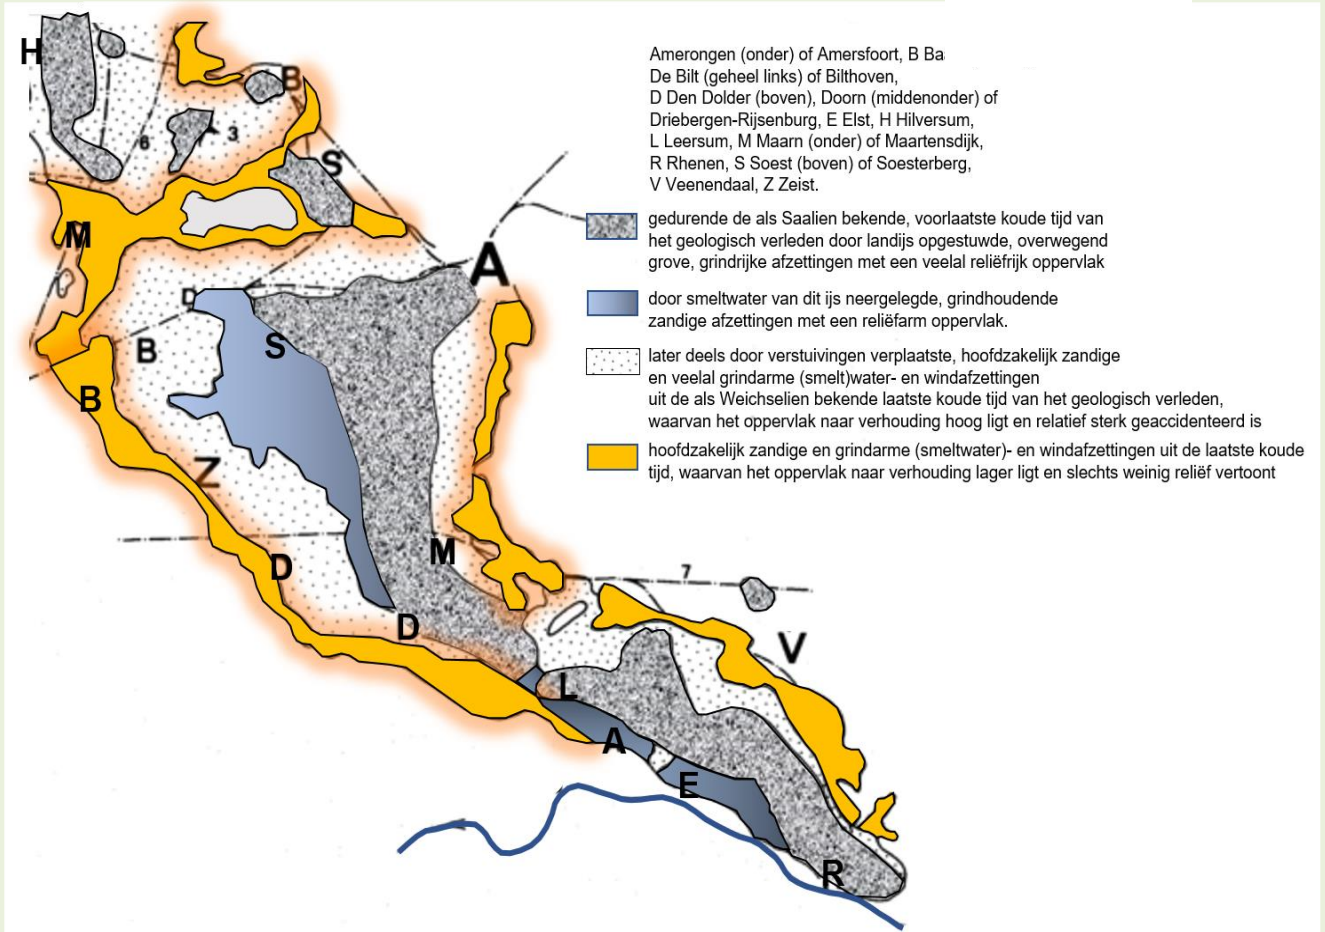 H
B
6
3
S
M
A
D
B
S
B
Z
M
D
7
D
V
L
A
E
R
Amerongen (onder) of Amersfoort, B Ba
De Bilt (geheel links) of Bilthoven,
D Den Dolder (boven), Doorn (middenonder) of
Driebergen-Rijsenburg, E Elst, H Hilversum,
L Leersum, M Maarn (onder) of Maartensdijk,
R Rhenen, S Soest (boven) of Soesterberg,
V Veenendaal, Z Zeist.
gedurende de als Saalien bekende, voorlaatste koude tijd van
het geologisch verleden door landijs opgestuwde, overwegend
grove, grindrijke afzettingen met een veelal reliëfrijk oppervlak
door smeltwater van dit ijs neergelegde, grindhoudende
zandige afzettingen met een reliëfarm oppervlak.
later deels door verstuivingen verplaatste, hoofdzakelijk zandige
en veelal grindarme (smelt)water- en windafzettingen
uit de als Weichselien bekende laatste koude tijd van het geologisch verleden,
waarvan het oppervlak naar verhouding hoog ligt en relatief sterk geaccidenteerd is
hoofdzakelijk zandige en grindarme (smeltwater)- en windafzettingen uit de laatste koude
tijd, waarvan het oppervlak naar verhouding lager ligt en slechts weinig reliëf vertoont